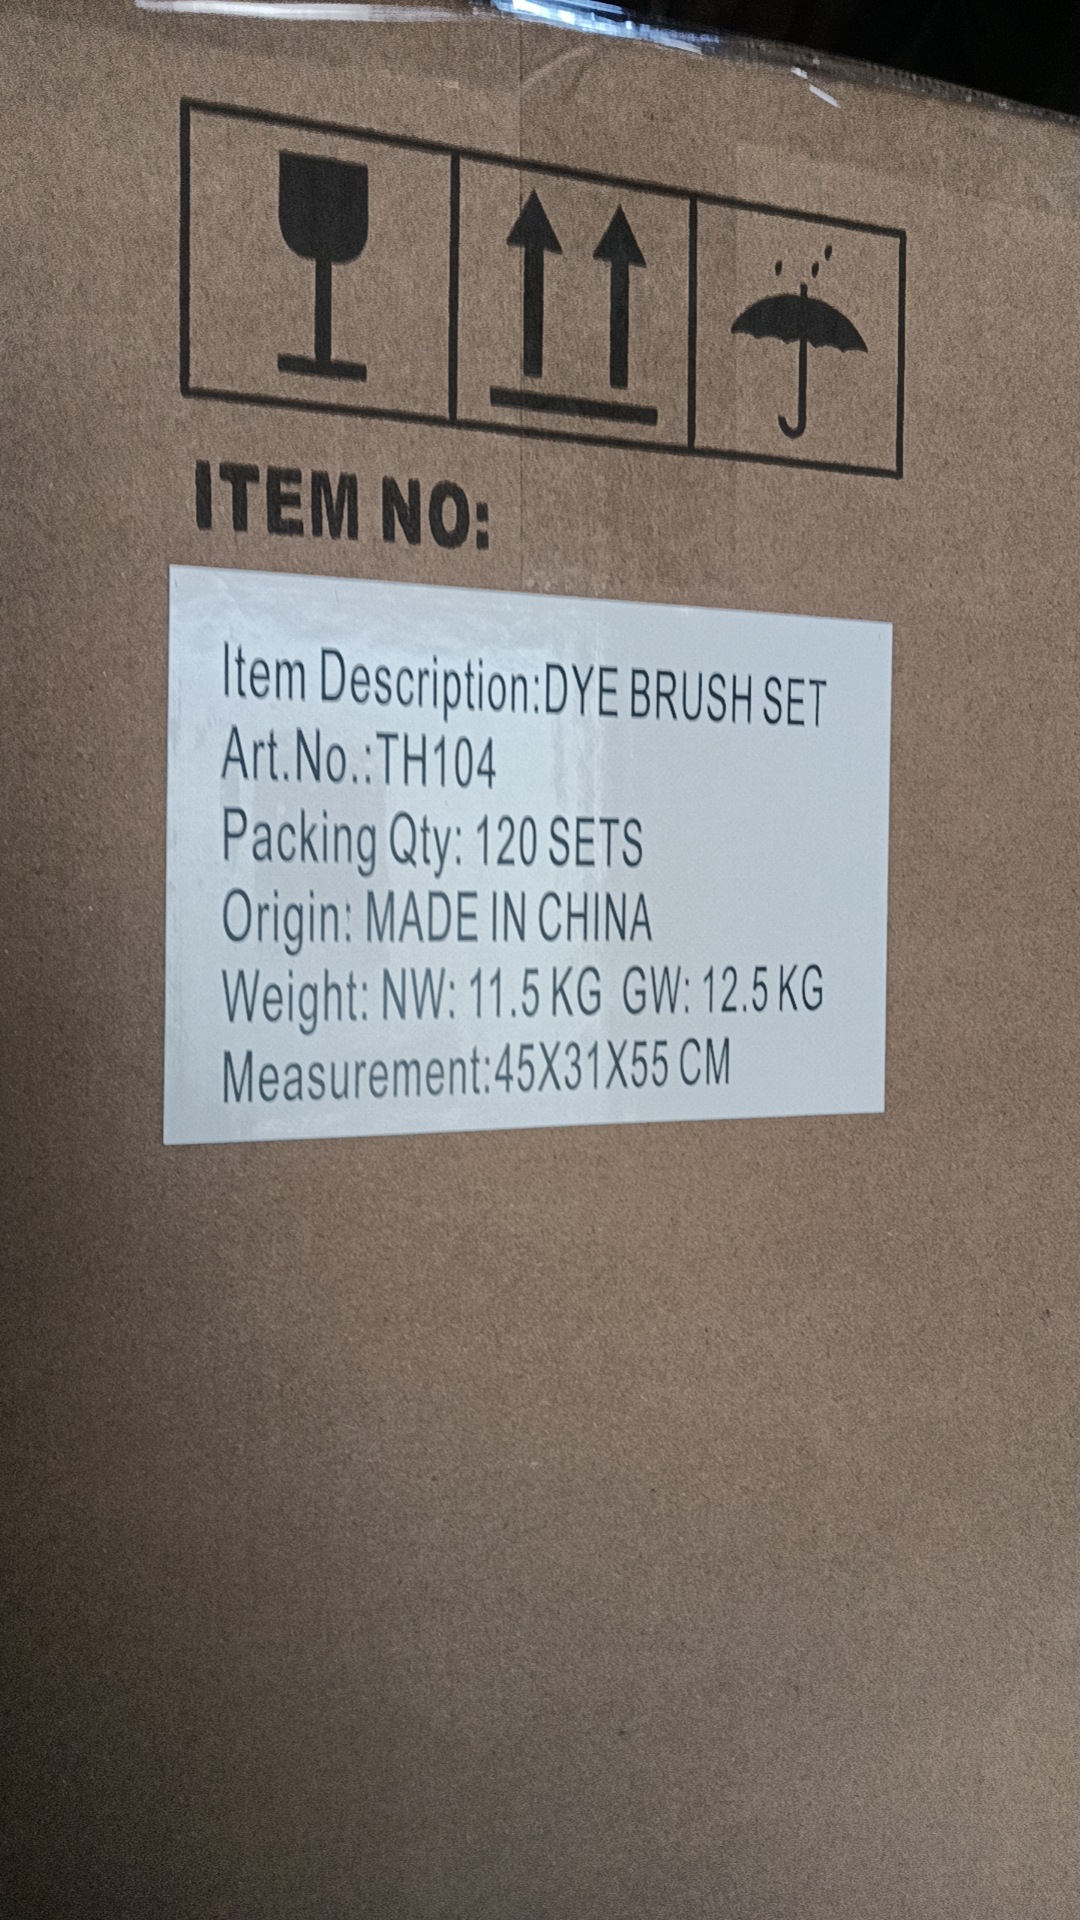 ITEM NO:
Item Description:DYE BRUSH SET
Art.No.:TH104
Packing Qty: 120 SETS
Origin: MADE IN CHINA
Weight: NW: 11.5 KG GW: 12.5 KG
Measurement:45X31X55 CM